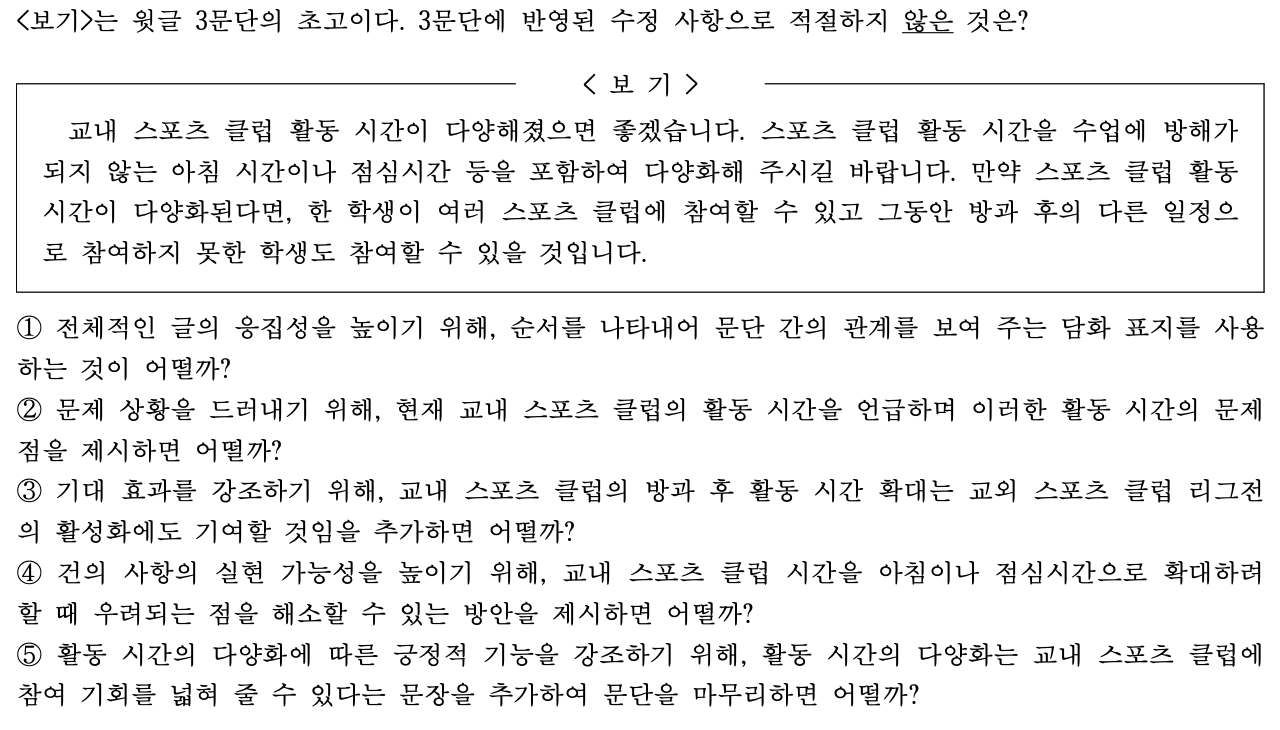 <보기>는 윗글 3문단의 초고이다. 3문단에 반영된 수정 사항으로 적절하지 않은 것은?
< 보 기 >
교내 스포츠 클럽 활동 시간이 다양해졌으면 좋겠습니다. 스포츠 클럽 활동 시간을 수업에 방해가
되지 않는 아침 시간이나 점심시간 등을 포함하여 다양화해 주시길 바랍니다. 만약 스포츠 클럽 활동
시간이 다양화된다면, 한 학생이 여러 스포츠 클럽에 참여할 수 있고 그동안 방과 후의 다른 일정으
로 참여하지 못한 학생도 참여할 수 있을 것입니다.
① 전체적인 글의 응집성을 높이기 위해, 순서를 나타내어 문단 간의 관계를 보여 주는 담화 표지를 사용
하는 것이 어떨까?
② 문제 상황을 드러내기 위해, 현재 교내 스포츠 클럽의 활동 시간을 언급하며 이러한 활동 시간의 문제
점을 제시하면 어떨까?
③ 기대 효과를 강조하기 위해, 교내 스포츠 클럽의 방과 후 활동 시간 확대는 교외 스포츠 클럽 리그전
의 활성화에도 기여할 것임을 추가하면 어떨까?
④ 건의 사항의 실현 가능성을 높이기 위해, 교내 스포츠 클럽 시간을 아침이나 점심시간으로 확대하려
할 때 우려되는 점을 해소할 수 있는 방안을 제시하면 어떨까?
⑤ 활동 시간의 다양화에 따른 긍정적 기능을 강조하기 위해, 활동 시간의 다양화는 교내 스포츠 클럽에
참여 기회를 넓혀 줄 수 있다는 문장을 추가하여 문단을 마무리하면 어떨까?